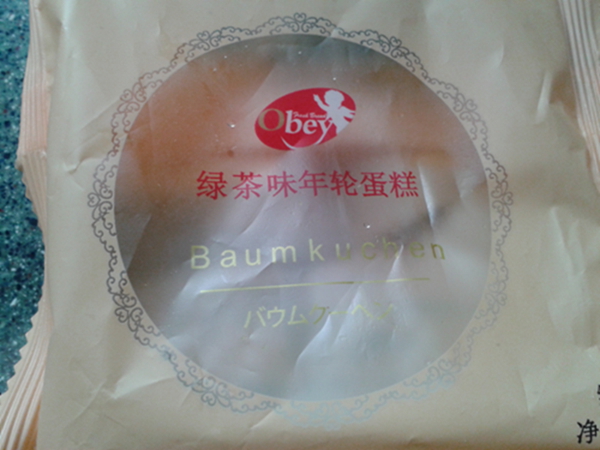 Obey
绿茶味年轮蛋糕
Baumkuchen
バウムクーヘン
净